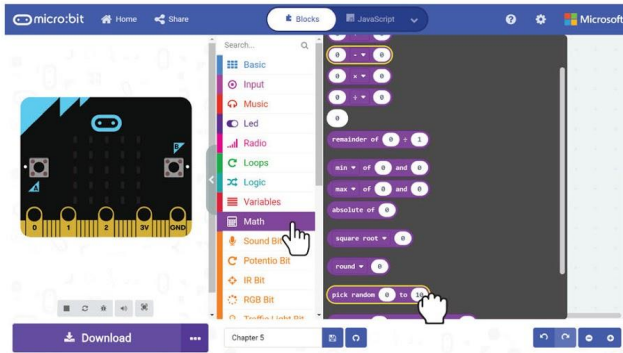 micro:bit Home Share Blocks JavaScript Microsoft
Search...
Basic
Input
Music
Led
Radio
Loops
Logic
Variables
Math
Sound Bit
Potentio Bit
IR Bit
RGB Bit
Traffic Light Bit
0 - 0
0 × 0
0 ÷ 0
0
remainder of 0 ÷ 1
min of 0 and 0
max of 0 and 0
absolute of 0
square root 0
round 0
pick random 0 to 10
A
B
0 1 2 3V GND
Download
Chapter 5